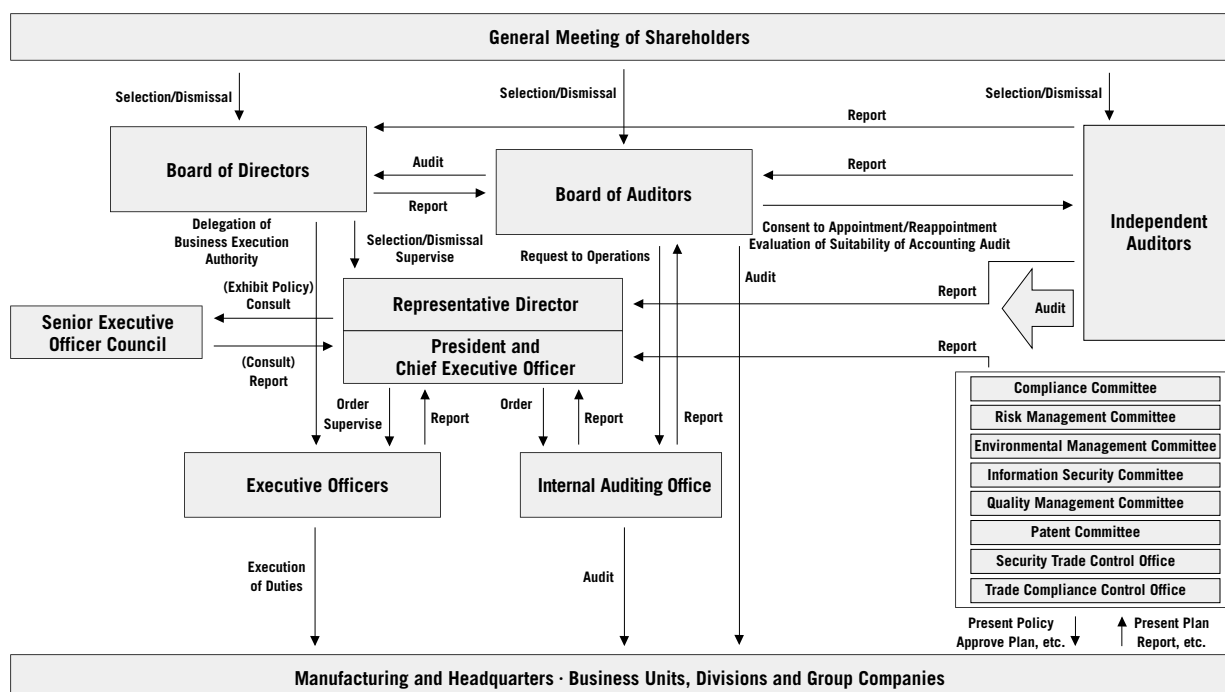 General Meeting of Shareholders
Selection/Dismissal
Selection/Dismissal
Selection/Dismissal
Report
Board of Directors
Audit
Report
Board of Auditors
Report
Independent
Auditors
Delegation of
Business Execution
Authority
Selection/Dismissal
Supervise
Request to Operations
Consent to Appointment/Reappointment
Evaluation of Suitability of Accounting Audit
Audit
(Exhibit Policy)
Consult
Representative Director
Report
Audit
Senior Executive
Officer Council
(Consult)
Report
President and
Chief Executive Officer
Report
Order
Supervise
Report
Order
Report
Report
Compliance Committee
Risk Management Committee
Environmental Management Committee
Information Security Committee
Quality Management Committee
Patent Committee
Security Trade Control Office
Trade Compliance Control Office
Executive Officers
Internal Auditing Office
Execution
of Duties
Audit
Present Policy
Approve Plan, etc.
Present Plan
Report, etc.
Manufacturing and Headquarters · Business Units, Divisions and Group Companies